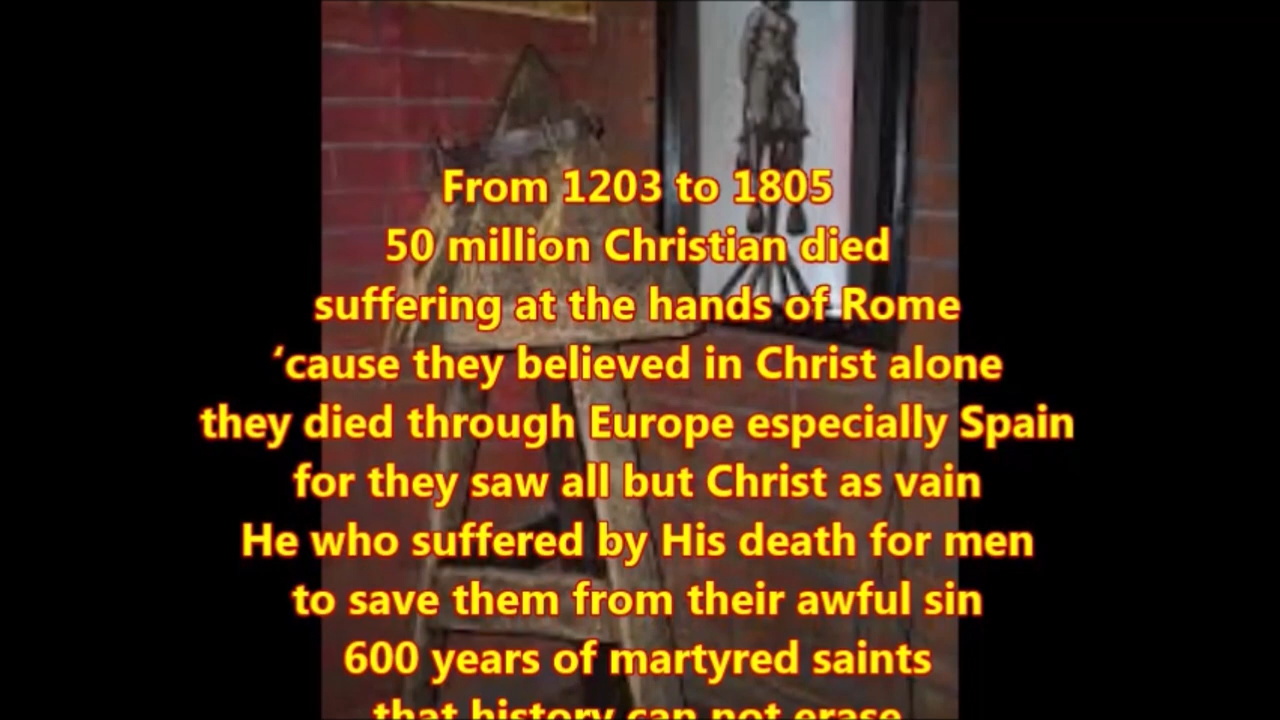 From 1203 to 1805
50 million Christian died
suffering at the hands of Rome
‘cause they believed in Christ alone
they died through Europe especially Spain
for they saw all but Christ as vain
He who suffered by His death for men
to save them from their awful sin
600 years of martyred saints
that history can not erase